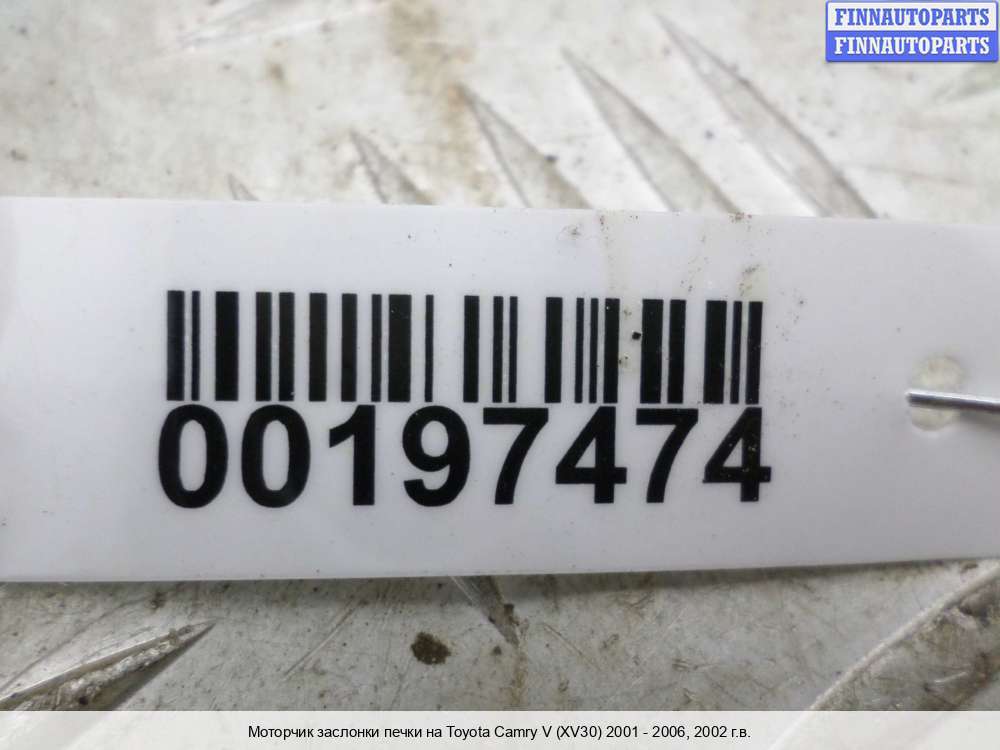 FINNAUTOPARTS
FINNAUTOPARTS
00197474
Моторчик заслонки печки на Toyota Camry V (XV30) 2001 - 2006, 2002 г.в.